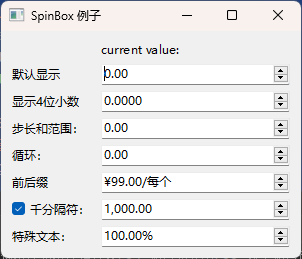 SpinBox 例子
current value:
默认显示 0.00
显示4位小数 0.0000
步长和范围： 0.00
循环： 0.00
前后缀 ¥99.00/每个
千分隔符： 1,000.00
特殊文本： 100.00%